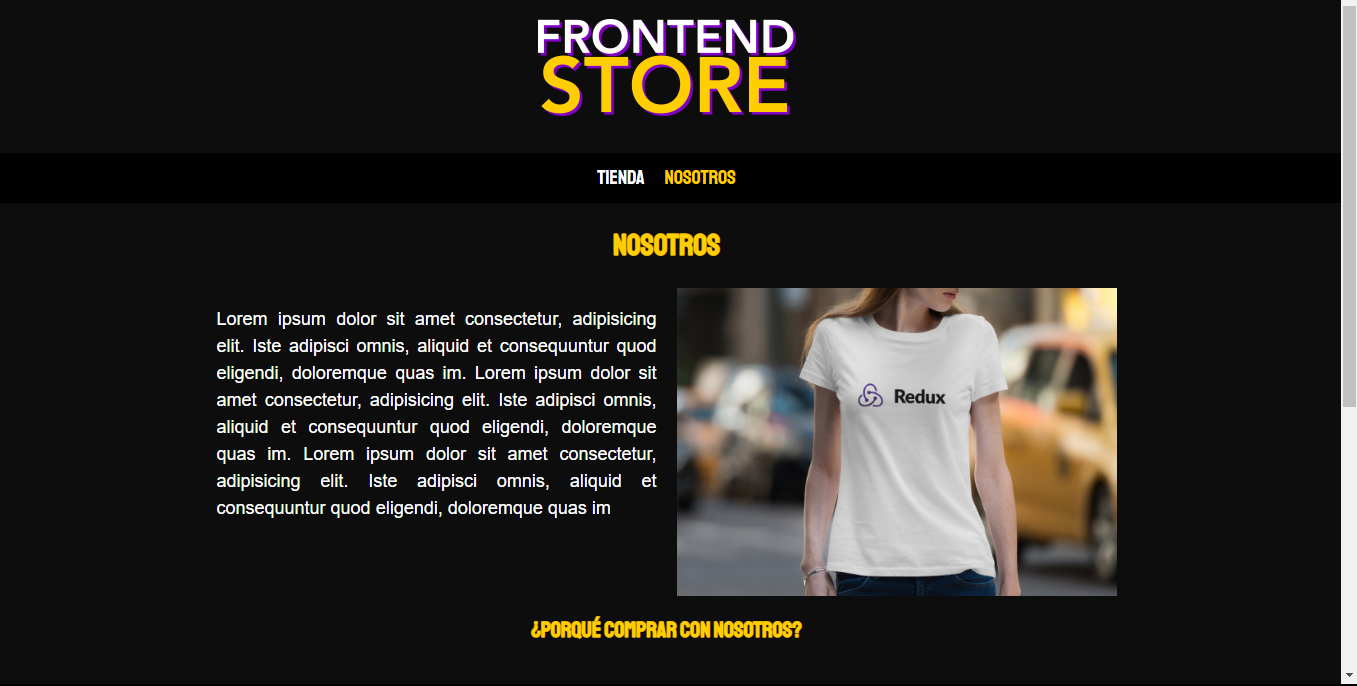 FRONTEND
STORE
TIENDA NOSOTROS
NOSOTROS
Lorem ipsum dolor sit amet consectetur, adipisicing
elit. Iste adipisci omnis, aliquid et consequuntur quod
eligendi, doloremque quas im. Lorem ipsum dolor sit
amet consectetur, adipisicing elit. Iste adipisci omnis,
aliquid et consequuntur quod eligendi, doloremque
quas im. Lorem ipsum dolor sit amet consectetur,
adipisicing elit. Iste adipisci omnis, aliquid et
consequuntur quod eligendi, doloremque quas im
Redux
¿PORQUÉ COMPRAR CON NOSOTROS?